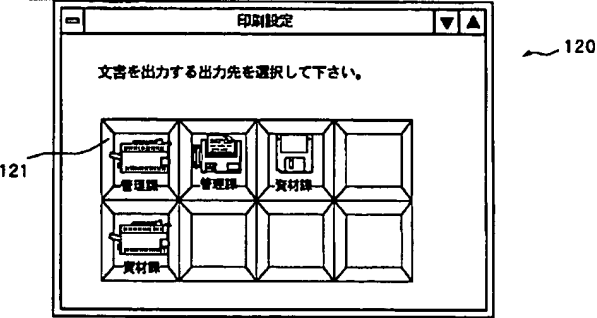 印刷設定
120
文書を出力する出力先を選択して下さい。
121
管理課 管理課 資材課
資材課